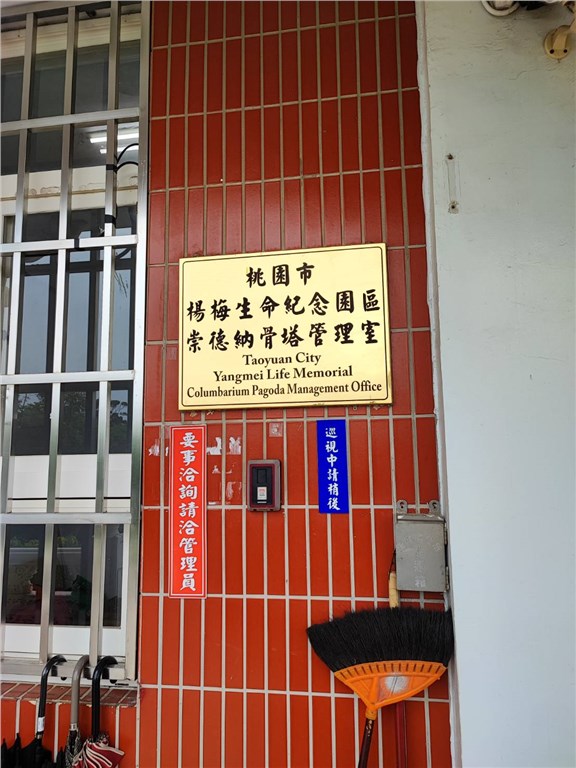 桃園市
楊梅生命紀念園區
崇德納骨塔管理室
Taoyuan City
Yangmei Life Memorial
Columbarium Pagoda Management Office
要事洽詢請洽管理員
巡視中請稍後